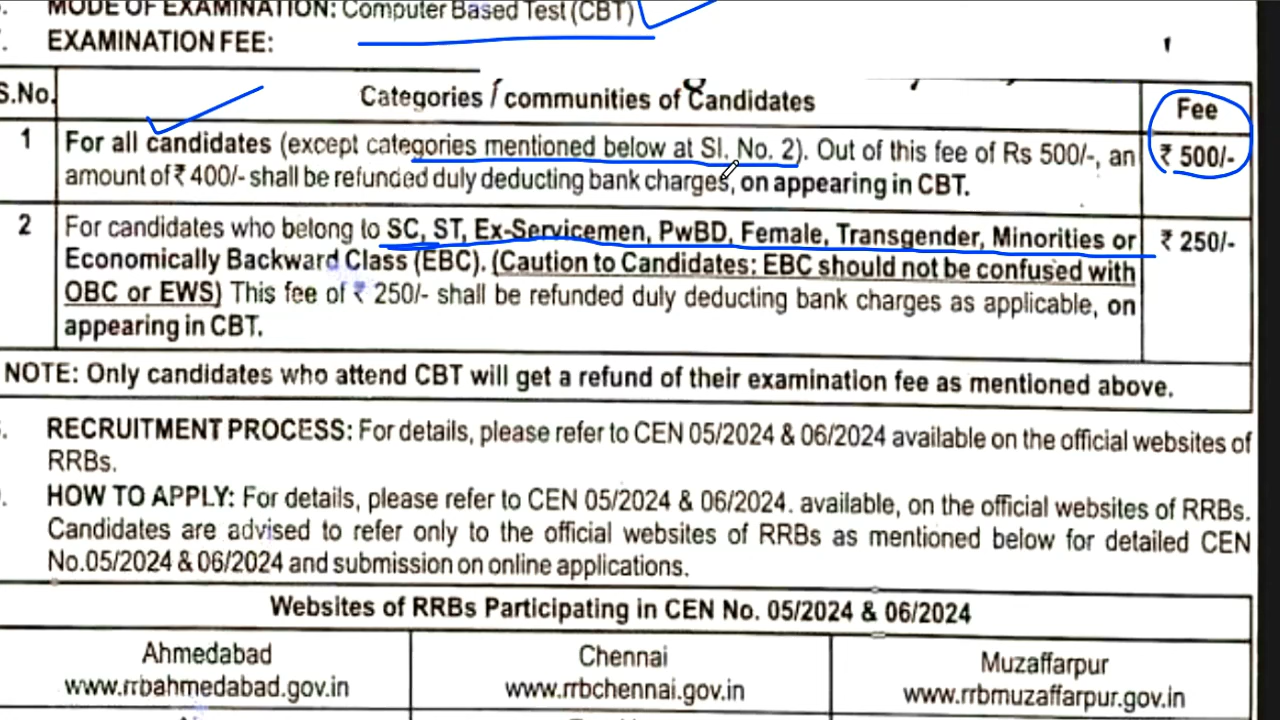 MODE OF EXAMINATION: Computer Based Test (CBT)
EXAMINATION FEE:
S.No. Categories / communities of Candidates Fee
1 For all candidates (except categories mentioned below at Sl. No. 2). Out of this fee of Rs 500/-, an ₹ 500/-
amount of ₹ 400/- shall be refunded duly deducting bank charges, on appearing in CBT.
2 For candidates who belong to SC, ST, Ex-Servicemen, PwBD, Female, Transgender, Minorities or ₹ 250/-
Economically Backward Class (EBC). (Caution to Candidates: EBC should not be confused with
OBC or EWS) This fee of ₹ 250/- shall be refunded duly deducting bank charges as applicable, on
appearing in CBT.
NOTE: Only candidates who attend CBT will get a refund of their examination fee as mentioned above.
RECRUITMENT PROCESS: For details, please refer to CEN 05/2024 & 06/2024 available on the official websites of
RRBs.
HOW TO APPLY: For details, please refer to CEN 05/2024 & 06/2024. available, on the official websites of RRBs.
Candidates are advised to refer only to the official websites of RRBs as mentioned below for detailed CEN
No.05/2024 & 06/2024 and submission on online applications.
Websites of RRBs Participating in CEN No. 05/2024 & 06/2024
Ahmedabad Chennai Muzaffarpur
www.rrbahmedabad.gov.in www.rrbchennai.gov.in www.rrbmuzaffarpur.gov.in